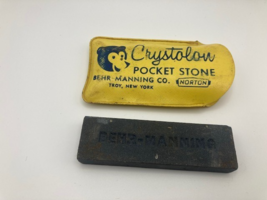 Crystolon
POCKET STONE
BEHR-MANNING CO. NORTON
TROY, NEW YORK
BEHR-MANNING